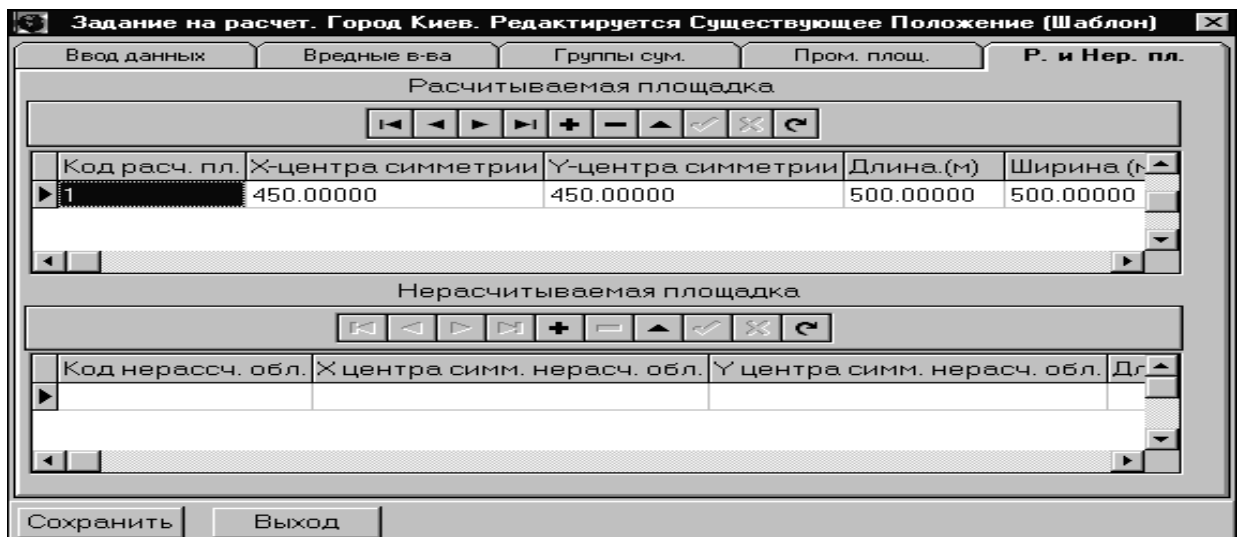 Задание на расчет. Город Киев. Редактируется Существующее Положение (Шаблон)
Ввод данных Вредные в-ва Группы сум. Пром. площ. Р. и Нер. пл.
Расчитываемая площадка
Код расч. пл. X-центра симметрии Y-центра симметрии Длина.(м) Ширина (м
1 450.00000 450.00000 500.00000 500.00000
Нерасчитываемая площадка
Код нерассч. обл. X центра симм. нерасч. обл. Y центра симм. нерасч. обл. Дл
Сохранить Выход